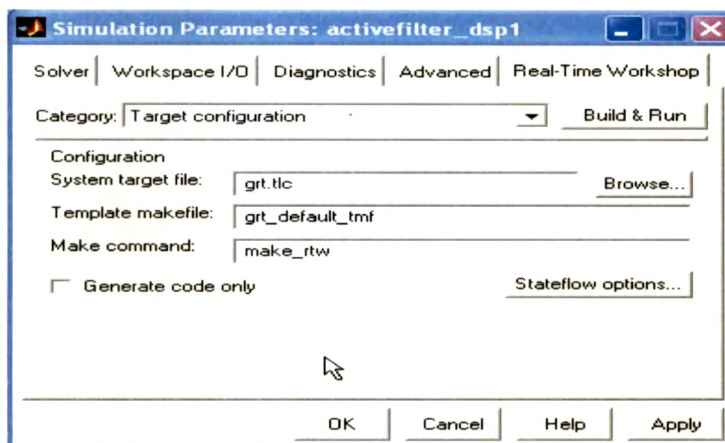 Simulation Parameters: activefilter_dsp1
Solver Workspace I/O Diagnostics Advanced Real-Time Workshop
Category: Target configuration Build & Run
Configuration
System target file: grt.tlc Browse...
Template makefile: grt_default_tmf
Make command: make_rtw
Generate code only Stateflow options...
OK Cancel Help Apply